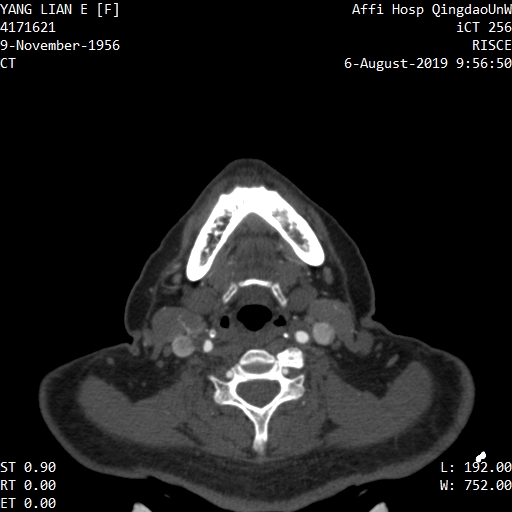 YANG LIAN E [F]
4171621
9-November-1956
CT
Affi Hosp QingdaoUnW
iCT 256
RISCE
6-August-2019 9:56:50
ST 0.90
RT 0.00
ET 0.00
L: 192.00
W: 752.00